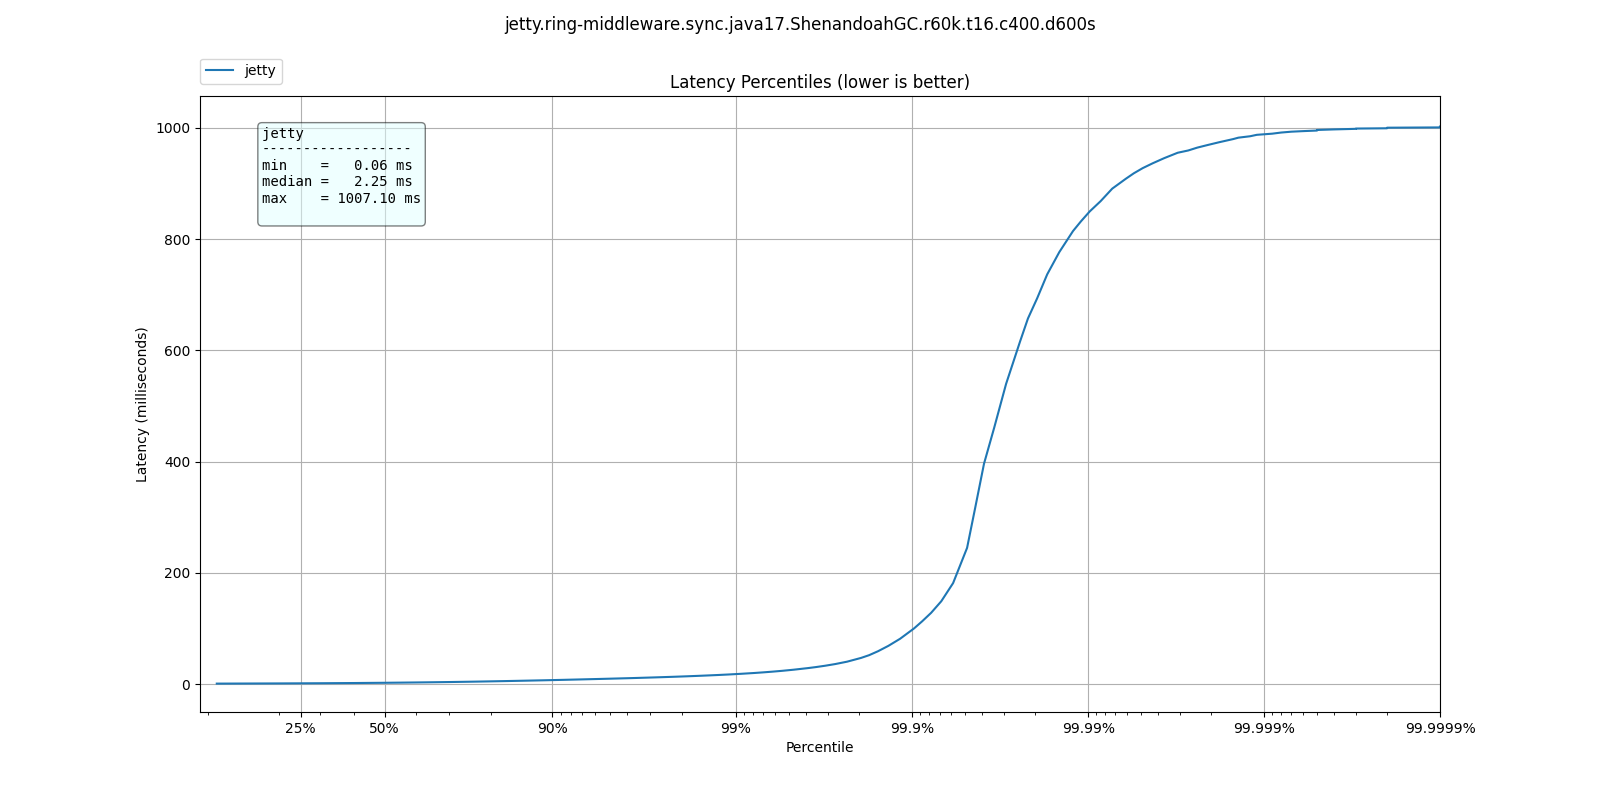 jetty.ring-middleware.sync.java17.ShenandoahGC.r60k.t16.c400.d600s
jetty
Latency Percentiles (lower is better)
jetty
------------------
min    =   0.06 ms
median =   2.25 ms
max    = 1007.10 ms
1000
800
600
400
200
0
Latency (milliseconds)
25% 50% 90% 99% 99.9% 99.99% 99.999% 99.9999%
Percentile